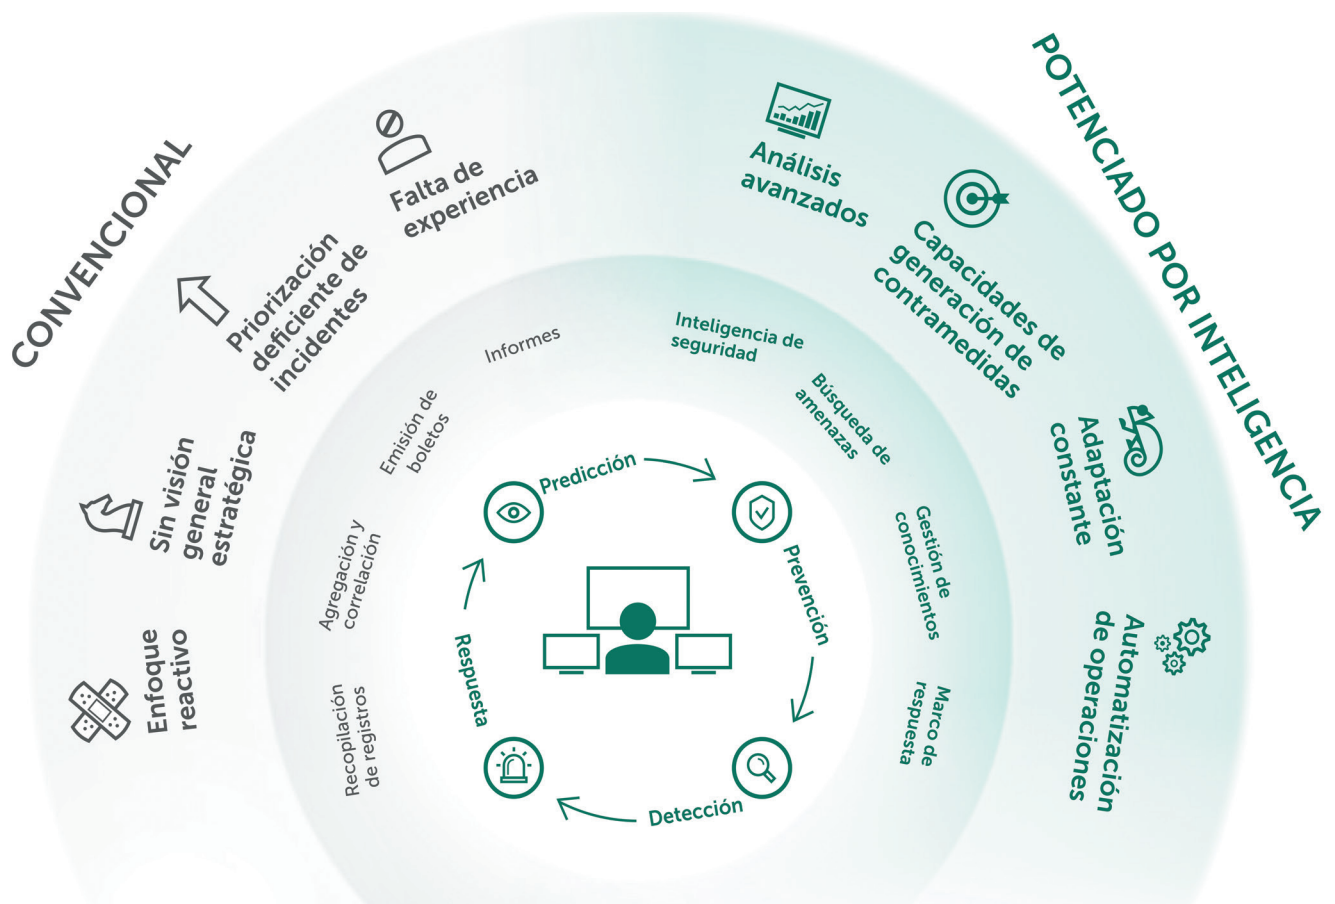 CONVENCIONAL
POTENCIADO POR INTELIGENCIA
Falta de
experiencia
Priorización
deficiente de
incidentes
Sin visión
general
estratégica
Enfoque
reactivo
Análisis
avanzados
Capacidades de
generación de
contramedidas
Adaptación
constante
Automatización
de operaciones
Informes
Emisión de
boletos
Agregación y
correlación
Recopilación
de registros
Inteligencia de
seguridad
Búsqueda de
amenazas
Gestión de
conocimientos
Marco de
respuesta
Predicción
Prevención
Detección
Respuesta